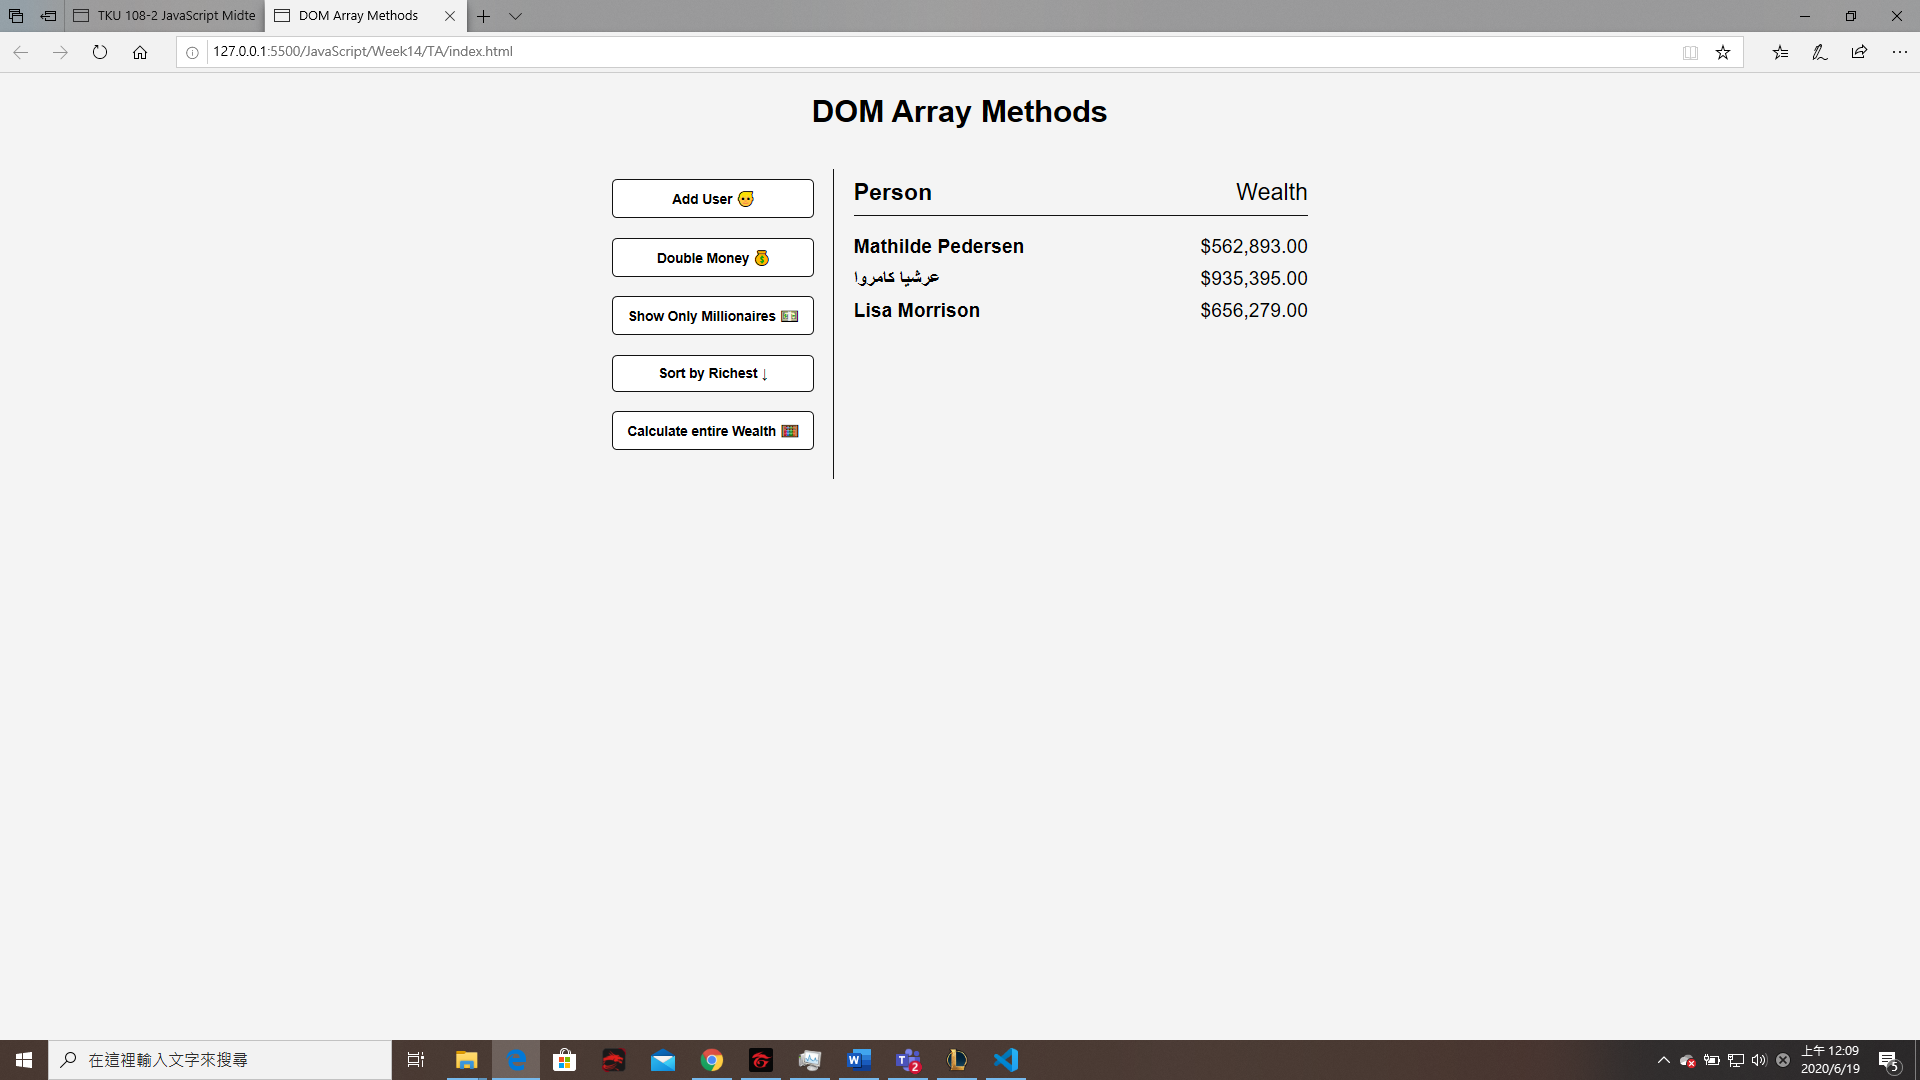 TKU 108-2 JavaScript Midte
DOM Array Methods
127.0.0.1:5500/JavaScript/Week14/TA/index.html
DOM Array Methods
Add User
Double Money
Show Only Millionaires
Sort by Richest ↓
Calculate entire Wealth
Person Wealth
Mathilde Pedersen $562,893.00
عرشيا كامروا $935,395.00
Lisa Morrison $656,279.00
在這裡輸入文字來搜尋
2
上午 12:09
2020/6/19
5